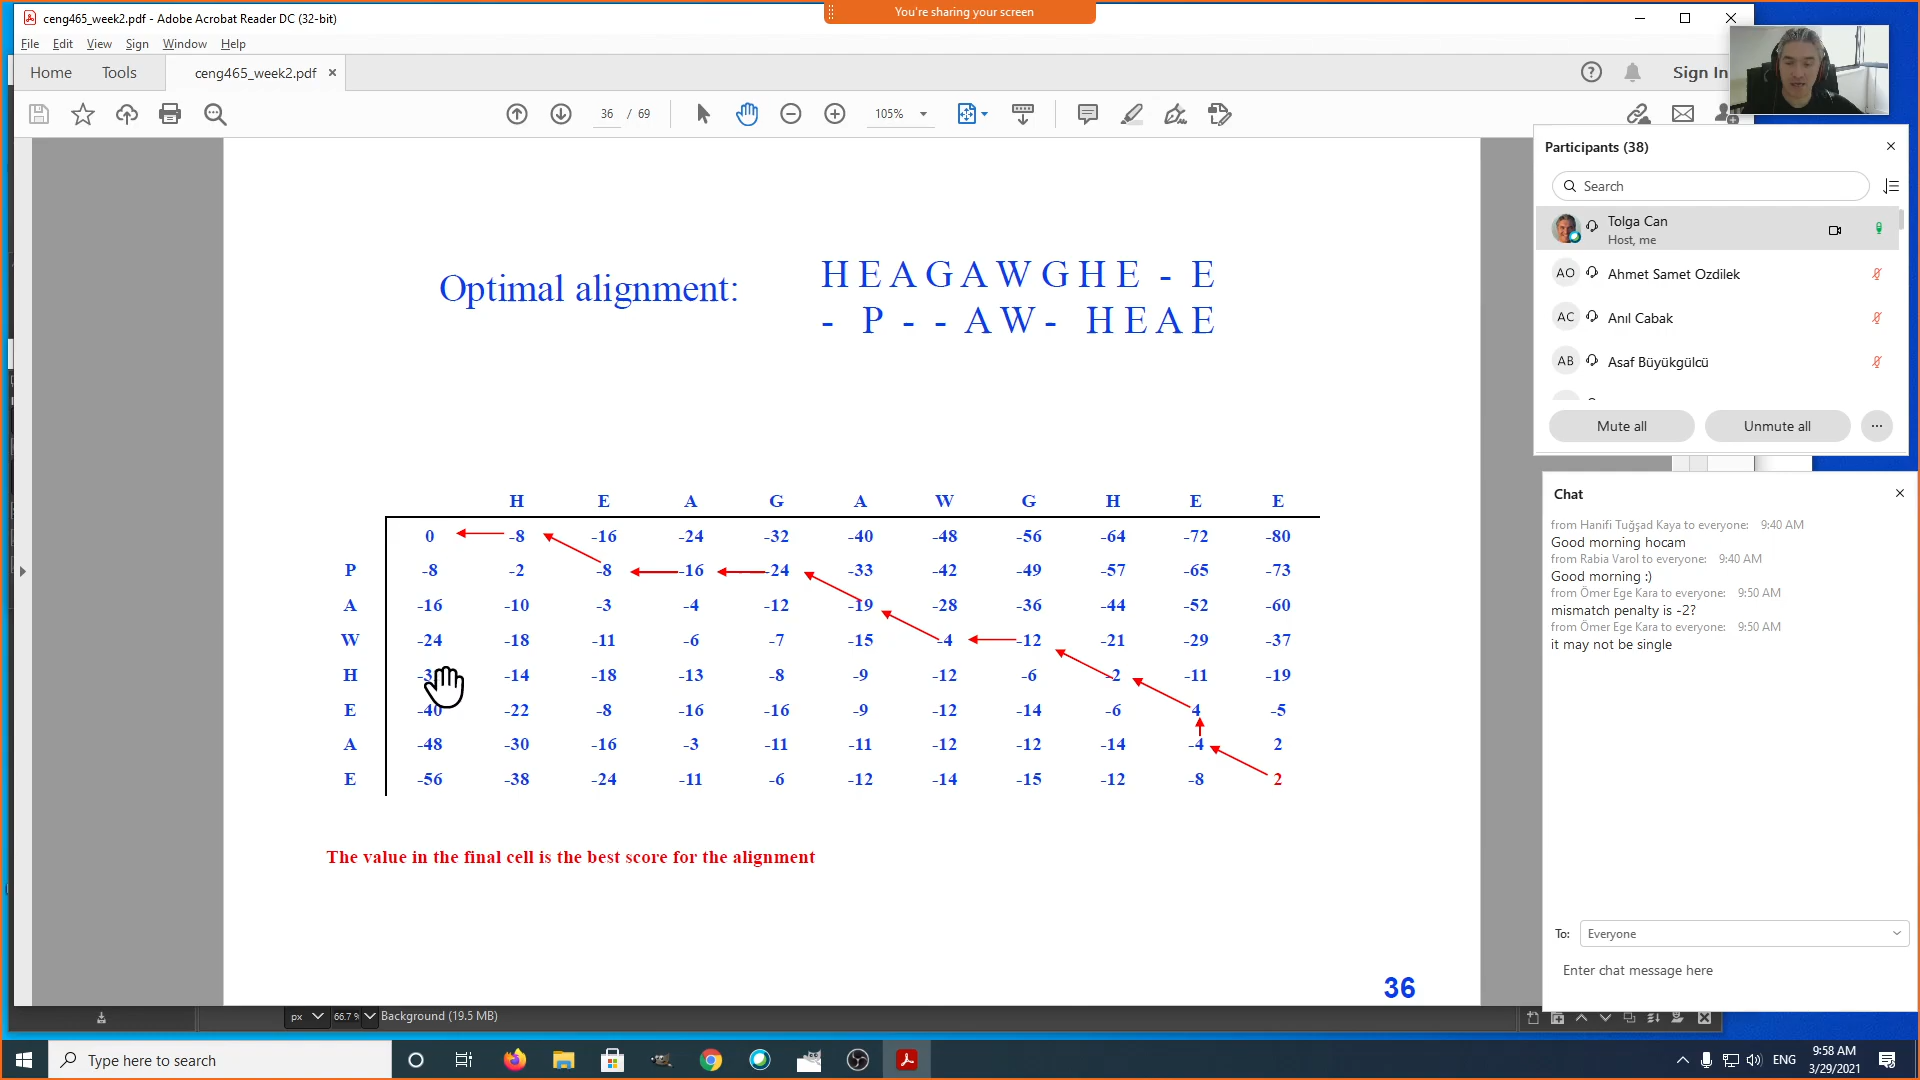 You're sharing your screen
ceng465_week2.pdf - Adobe Acrobat Reader DC (32-bit)
File Edit View Sign Window Help
Home Tools ceng465_week2.pdf × Sign In
36 / 69 105%
Optimal alignment:
H E A G A W G H E - E
- P - - A W - H E A E
H E A G A W G H E E
0 -8 -16 -24 -32 -40 -48 -56 -64 -72 -80
P -8 -2 -8 -16 -24 -33 -42 -49 -57 -65 -73
A -16 -10 -3 -4 -12 -19 -28 -36 -44 -52 -60
W -24 -18 -11 -6 -7 -15 -4 -12 -21 -29 -37
H -14 -18 -13 -8 -9 -12 -6 -2 -11 -19
E -40 -22 -8 -16 -16 -9 -12 -14 -6 4 -5
A -48 -30 -16 -3 -11 -11 -12 -12 -14 -4 2
E -56 -38 -24 -11 -6 -12 -14 -15 -12 -8 2
The value in the final cell is the best score for the alignment
36
Participants (38)
Search
Tolga Can
Host, me
AO Ahmet Samet Ozdilek
AC Anıl Cabak
AB Asaf Büyükgülcü
Mute all Unmute all ...
Chat
from Hanifi Tuğşad Kaya to everyone: 9:40 AM
Good morning hocam
from Rabia Varol to everyone: 9:40 AM
Good morning :)
from Ömer Ege Kara to everyone: 9:50 AM
mismatch penalty is -2?
from Ömer Ege Kara to everyone: 9:50 AM
it may not be single
To: Everyone
Enter chat message here
px 66.7 % Background (19.5 MB)
Type here to search
ENG
9:58 AM
3/29/2021